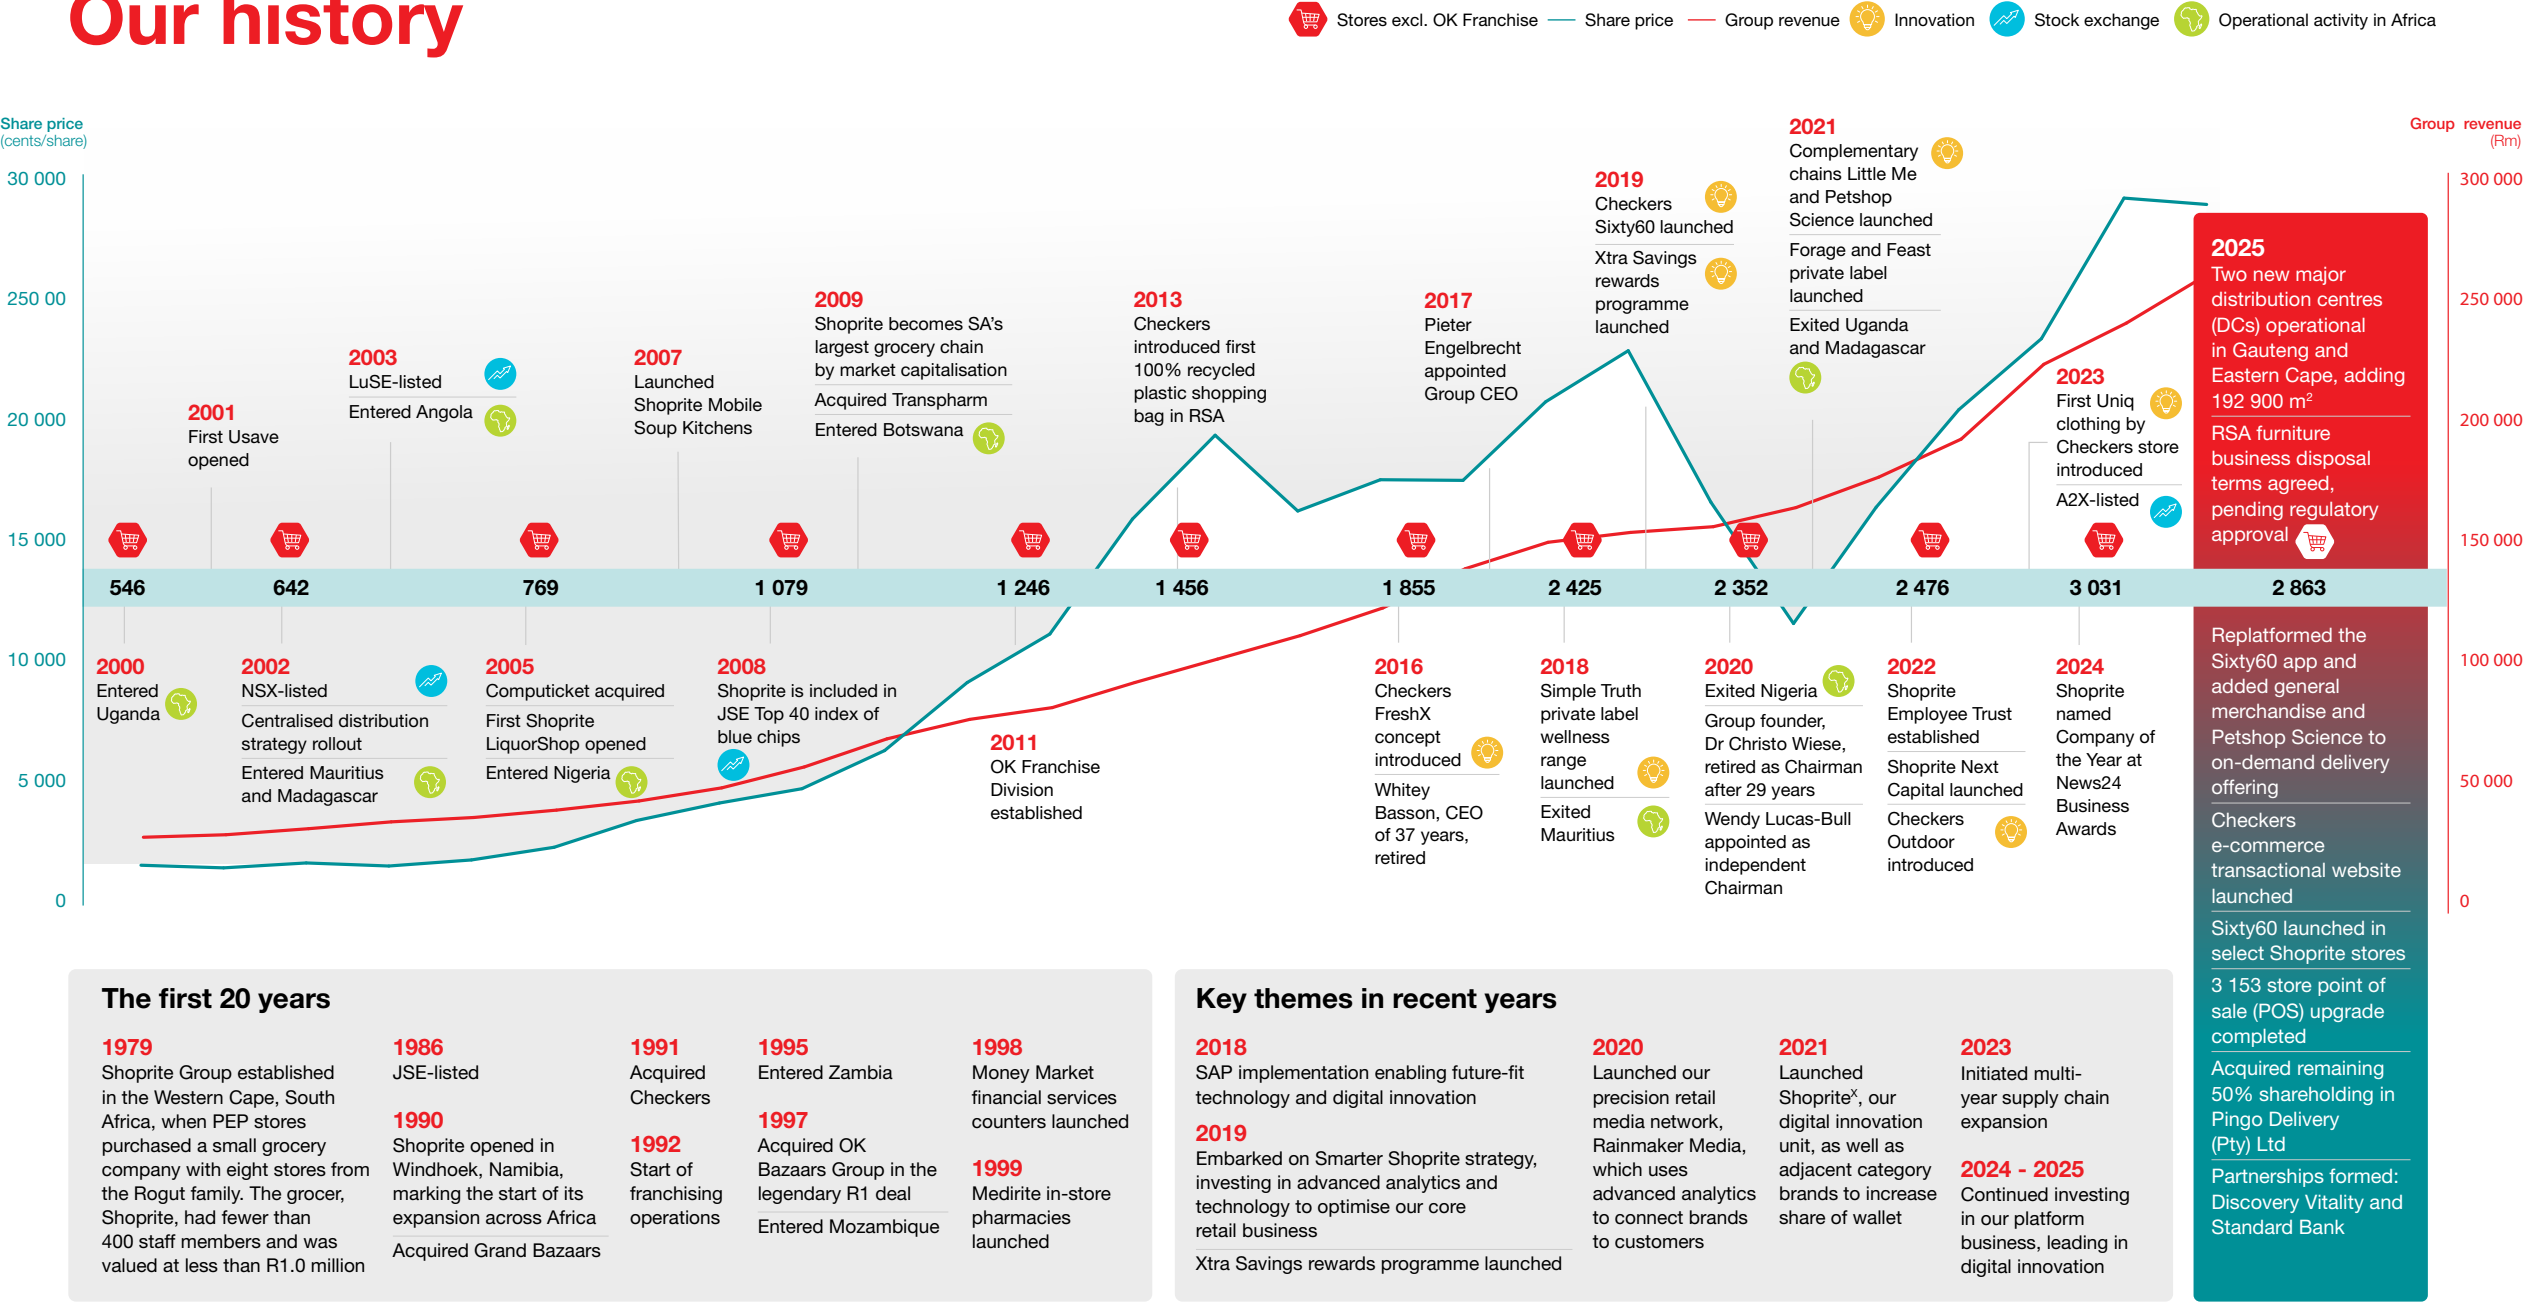 Our history
Stores excl. OK Franchise
Share price
Group revenue
Innovation
Stock exchange
Operational activity in Africa
Share price
(cents/share)
30 000
250 00
20 000
15 000
10 000
5 000
0
Group revenue
(Rm)
300 000
250 000
200 000
150 000
100 000
50 000
0
2001
First Usave
opened
2003
LuSE-listed
Entered Angola
2007
Launched
Shoprite Mobile
Soup Kitchens
2009
Shoprite becomes SA’s
largest grocery chain
by market capitalisation
Acquired Transpharm
Entered Botswana
2013
Checkers
introduced first
100% recycled
plastic shopping
bag in RSA
2017
Pieter
Engelbrecht
appointed
Group CEO
2019
Checkers
Sixty60 launched
Xtra Savings
rewards
programme
launched
2021
Complementary
chains Little Me
and Petshop
Science launched
Forage and Feast
private label
launched
Exited Uganda
and Madagascar
2023
First Uniq
clothing by
Checkers store
introduced
A2X-listed
546
642
769
1 079
1 246
1 456
1 855
2 425
2 352
2 476
3 031
2 863
2000
Entered
Uganda
2002
NSX-listed
Centralised distribution
strategy rollout
Entered Mauritius
and Madagascar
2005
Computicket acquired
First Shoprite
LiquorShop opened
Entered Nigeria
2008
Shoprite is included in
JSE Top 40 index of
blue chips
2011
OK Franchise
Division
established
2016
Checkers
FreshX
concept
introduced
Whitey
Basson, CEO
of 37 years,
retired
2018
Simple Truth
private label
wellness
range
launched
Exited
Mauritius
2020
Exited Nigeria
Group founder,
Dr Christo Wiese,
retired as Chairman
after 29 years
Wendy Lucas-Bull
appointed as
independent
Chairman
2022
Shoprite
Employee Trust
established
Shoprite Next
Capital launched
Checkers
Outdoor
introduced
2024
Shoprite
named
Company of
the Year at
News24
Business
Awards
2025
Two new major
distribution centres
(DCs) operational
in Gauteng and
Eastern Cape, adding
192 900 m²
RSA furniture
business disposal
terms agreed,
pending regulatory
approval
Replatformed the
Sixty60 app and
added general
merchandise and
Petshop Science to
on-demand delivery
offering
Checkers
e-commerce
transactional website
launched
Sixty60 launched in
select Shoprite stores
3 153 store point of
sale (POS) upgrade
completed
Acquired remaining
50% shareholding in
Pingo Delivery
(Pty) Ltd
Partnerships formed:
Discovery Vitality and
Standard Bank
The first 20 years
1979
Shoprite Group established
in the Western Cape, South
Africa, when PEP stores
purchased a small grocery
company with eight stores from
the Rogut family. The grocer,
Shoprite, had fewer than
400 staff members and was
valued at less than R1.0 million
1986
JSE-listed
1990
Shoprite opened in
Windhoek, Namibia,
marking the start of its
expansion across Africa
Acquired Grand Bazaars
1991
Acquired
Checkers
1992
Start of
franchising
operations
1995
Entered Zambia
1997
Acquired OK
Bazaars Group in the
legendary R1 deal
Entered Mozambique
1998
Money Market
financial services
counters launched
1999
Medirite in-store
pharmacies
launched
Key themes in recent years
2018
SAP implementation enabling future-fit
technology and digital innovation
2019
Embarked on Smarter Shoprite strategy,
investing in advanced analytics and
technology to optimise our core
retail business
Xtra Savings rewards programme launched
2020
Launched our
precision retail
media network,
Rainmaker Media,
which uses
advanced analytics
to connect brands
to customers
2021
Launched
Shopriteˣ, our
digital innovation
unit, as well as
adjacent category
brands to increase
share of wallet
2023
Initiated multi-
year supply chain
expansion
2024 - 2025
Continued investing
in our platform
business, leading in
digital innovation